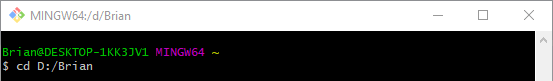 MINGW64:/d/Brian
Brian@DESKTOP-1KK3JV1 MINGW64 ~
$ cd D:/Brian